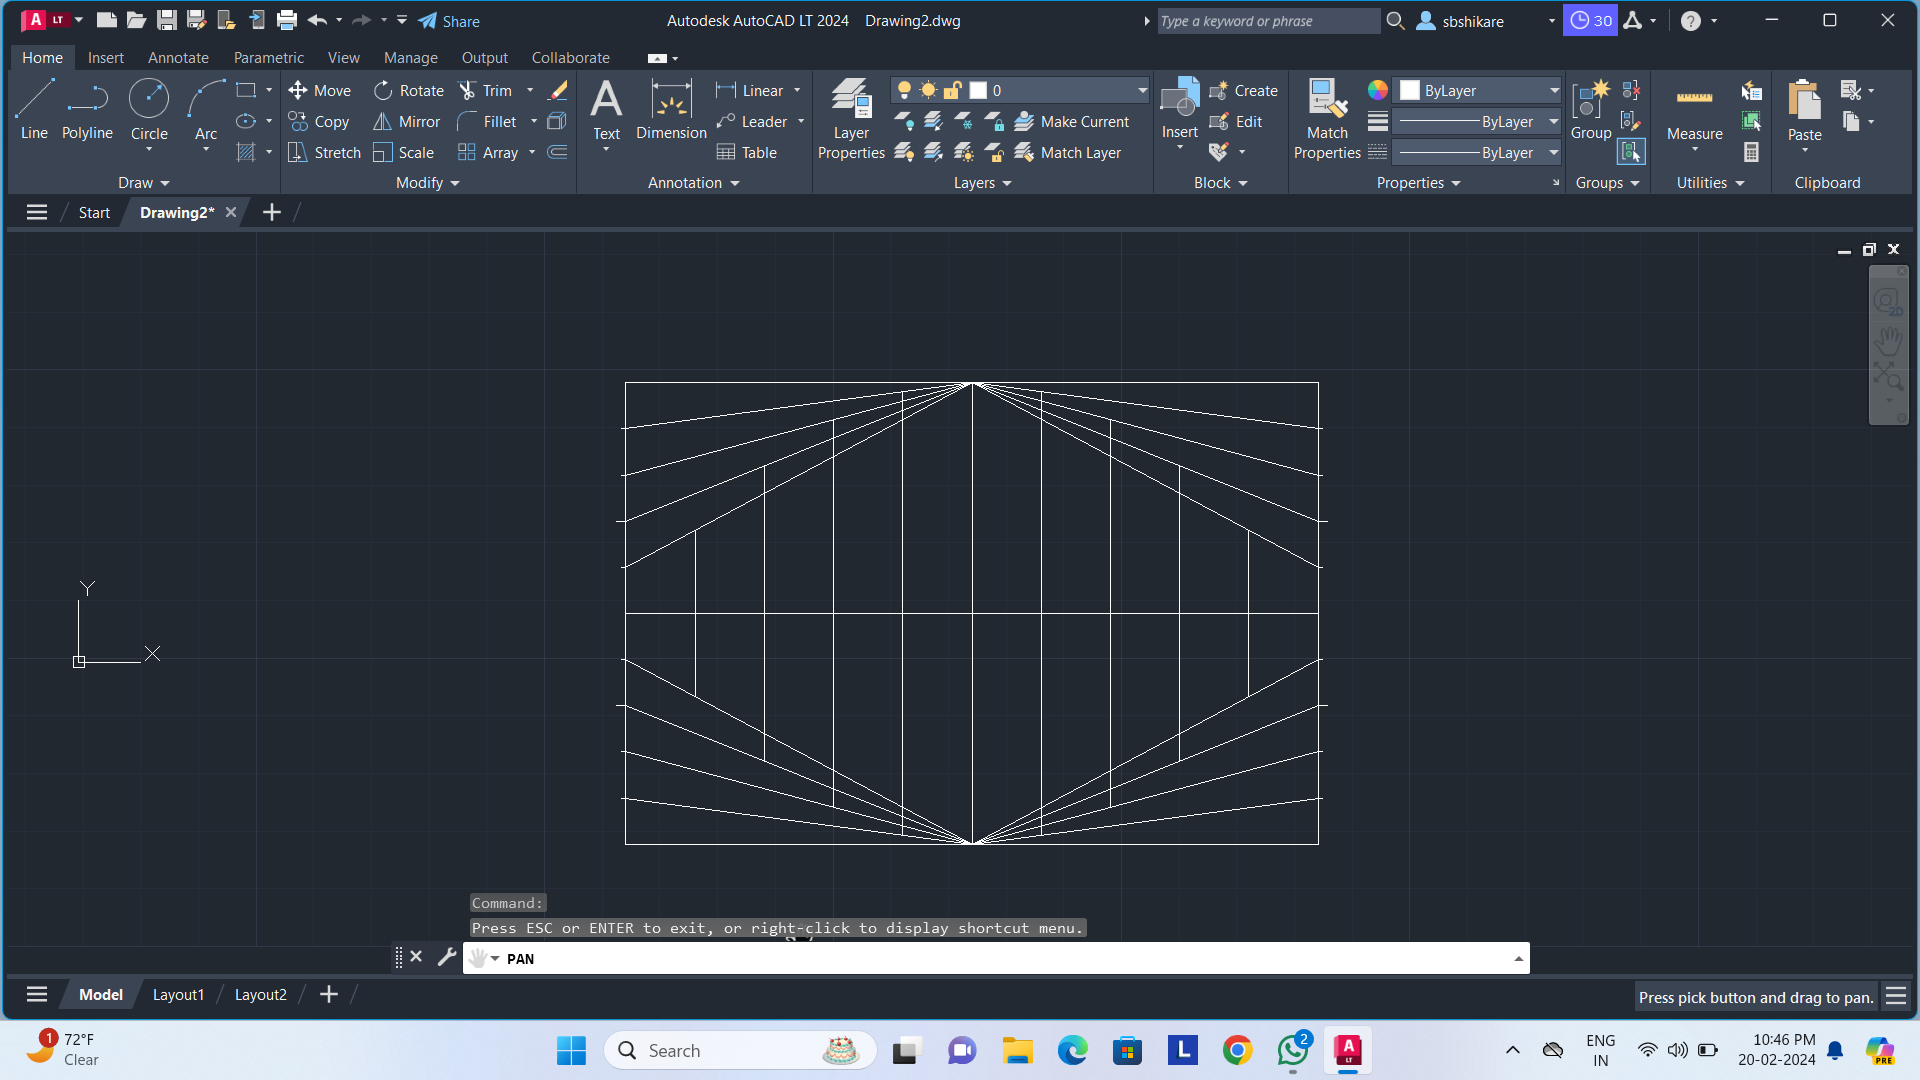 A LT
Share
Autodesk AutoCAD LT 2024 Drawing2.dwg
Type a keyword or phrase
sbshikare
30
?
Home Insert Annotate Parametric View Manage Output Collaborate
Line
Polyline
Circle
Arc
Draw
Move
Rotate
Trim
Copy
Mirror
Fillet
Stretch
Scale
Array
Modify
A
Text
Dimension
Linear
Leader
Table
Annotation
Layer
Properties
0
Make Current
Match Layer
Layers
Insert
Create
Edit
Block
Match
Properties
ByLayer
ByLayer
ByLayer
Properties
Group
Groups
Measure
Utilities
Paste
Clipboard
Start
Drawing2*
2D
Y
X
Command:
Press ESC or ENTER to exit, or right-click to display shortcut menu.
PAN
Model Layout1 Layout2
Press pick button and drag to pan.
1
72°F
Clear
Search
L
2
A
LT
ENG
IN
10:46 PM
20-02-2024
PRE